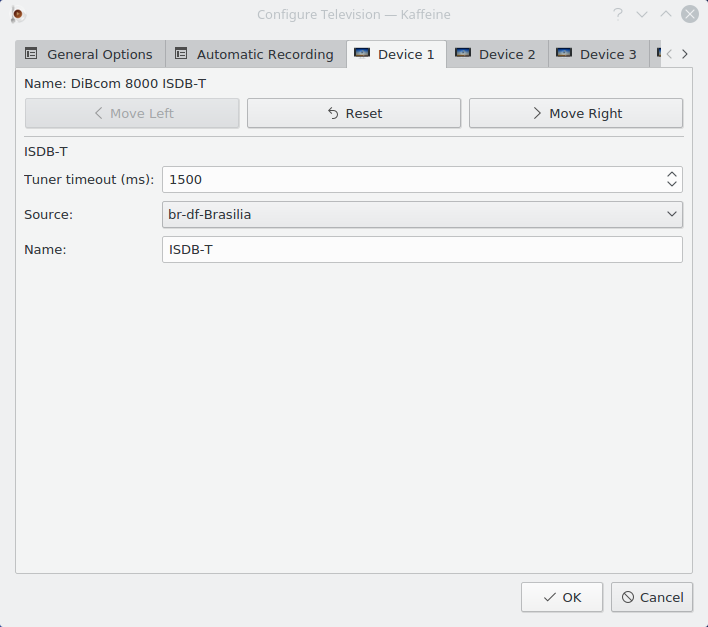 Configure Television — Kaffeine
General Options Automatic Recording Device 1 Device 2 Device 3
Name: DiBcom 8000 ISDB-T
Move Left Reset Move Right
ISDB-T
Tuner timeout (ms): 1500
Source: br-df-Brasilia
Name: ISDB-T
OK Cancel